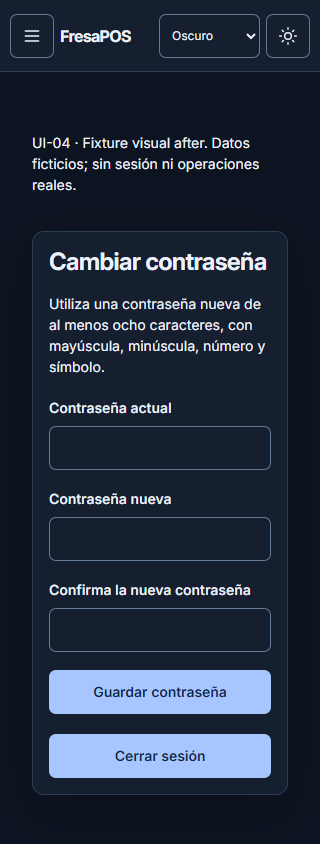 FresaPOS
Oscuro
UI-04 · Fixture visual after. Datos
ficticios; sin sesión ni operaciones
reales.
Cambiar contraseña
Utiliza una contraseña nueva de
al menos ocho caracteres, con
mayúscula, minúscula, número y
símbolo.
Contraseña actual
Contraseña nueva
Confirma la nueva contraseña
Guardar contraseña
Cerrar sesión